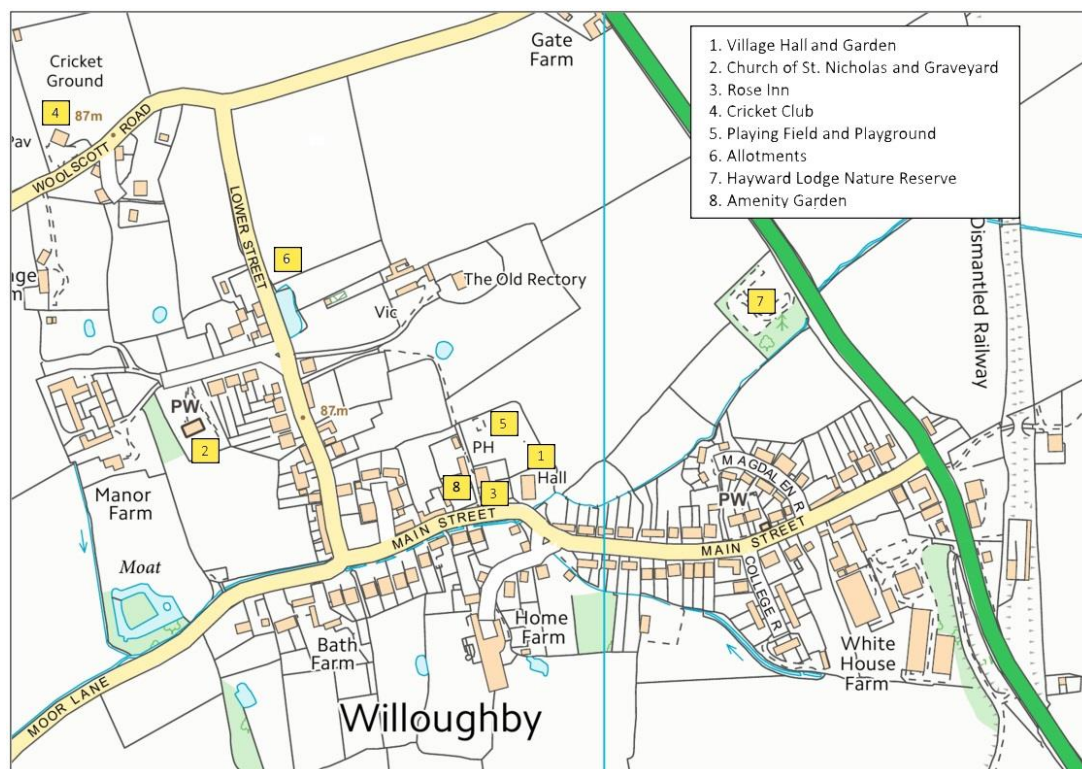 Gate
Farm
1. Village Hall and Garden
2. Church of St. Nicholas and Graveyard
3. Rose Inn
4. Cricket Club
5. Playing Field and Playground
6. Allotments
7. Hayward Lodge Nature Reserve
8. Amenity Garden
Cricket
Ground
4
87m
Pav
WOOLSCOTT ROAD
LOWER STREET
Dismantled Railway
6
The Old Rectory
Vic
7
nge
m
PW
87m
2
5
PH
1
Hall
8
3
MAGDALEN R
PW
Manor
Farm
MAIN STREET
MAIN STREET
COLLEGE R
Moat
Bath
Farm
Home
Farm
White
House
Farm
MOOR LANE
Willoughby